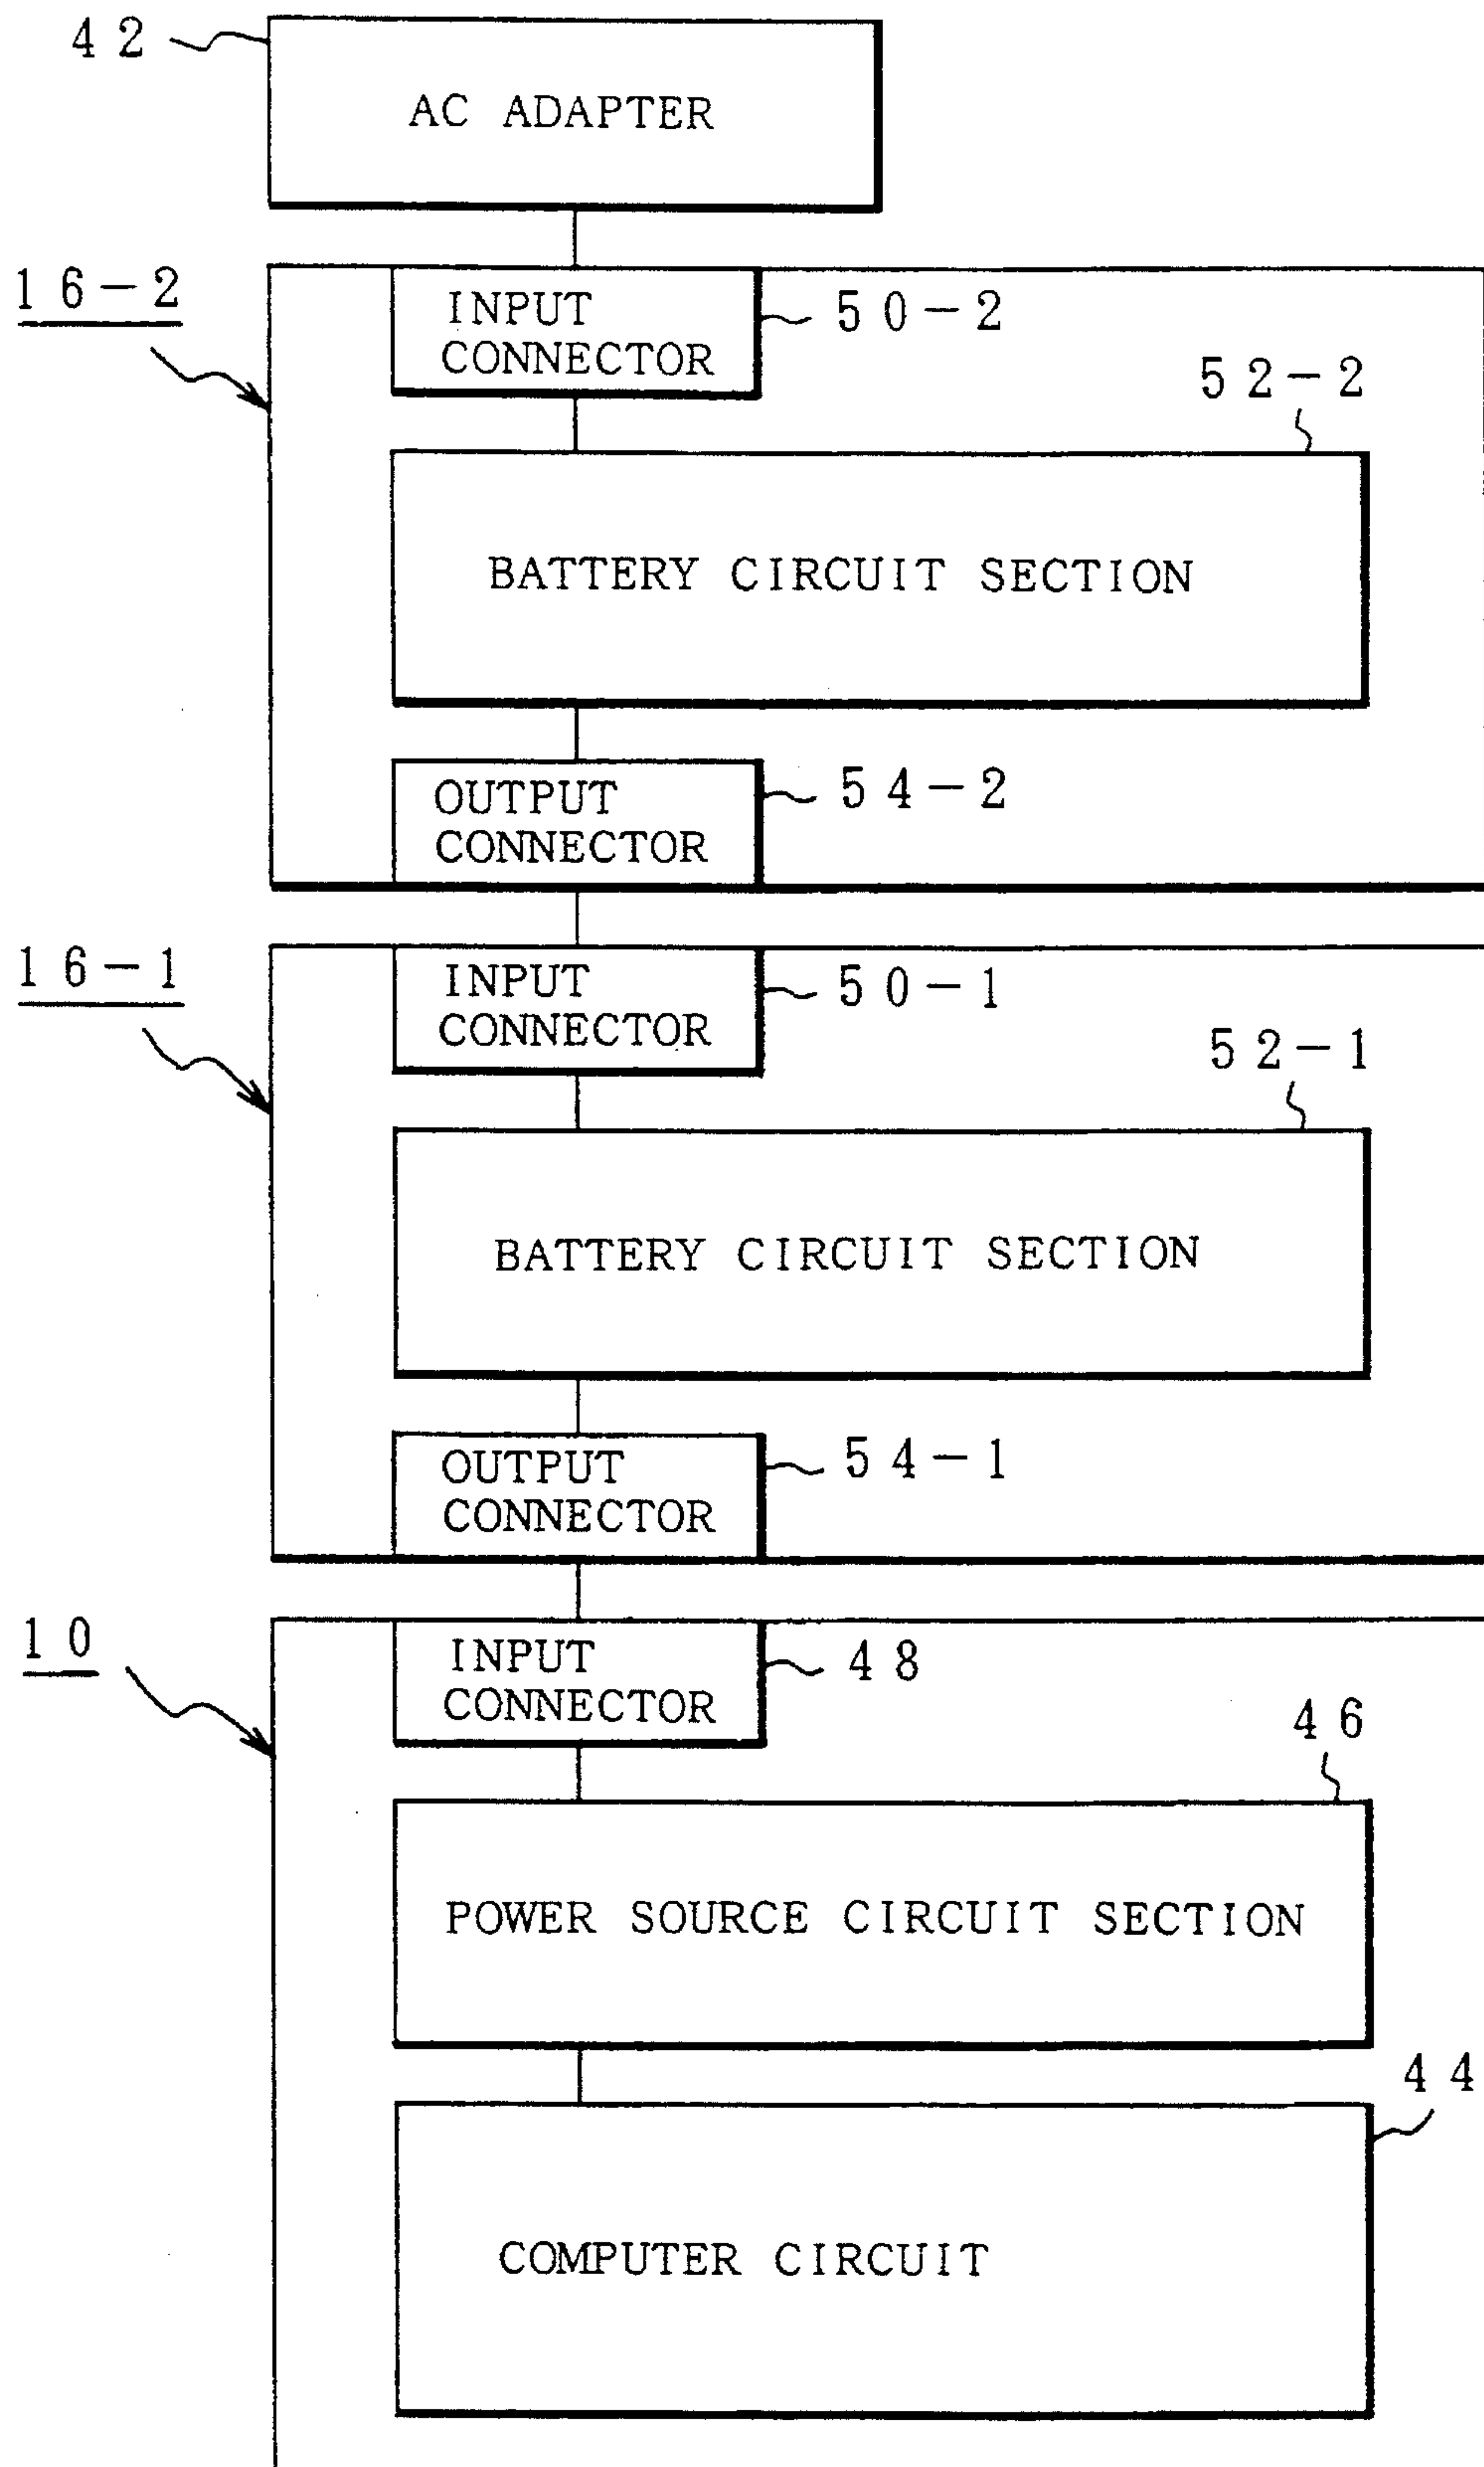 42
AC ADAPTER
16-2
INPUT
CONNECTOR
50-2
52-2
BATTERY CIRCUIT SECTION
OUTPUT
CONNECTOR
54-2
16-1
INPUT
CONNECTOR
50-1
52-1
BATTERY CIRCUIT SECTION
OUTPUT
CONNECTOR
54-1
10
INPUT
CONNECTOR
48
46
POWER SOURCE CIRCUIT SECTION
44
COMPUTER CIRCUIT